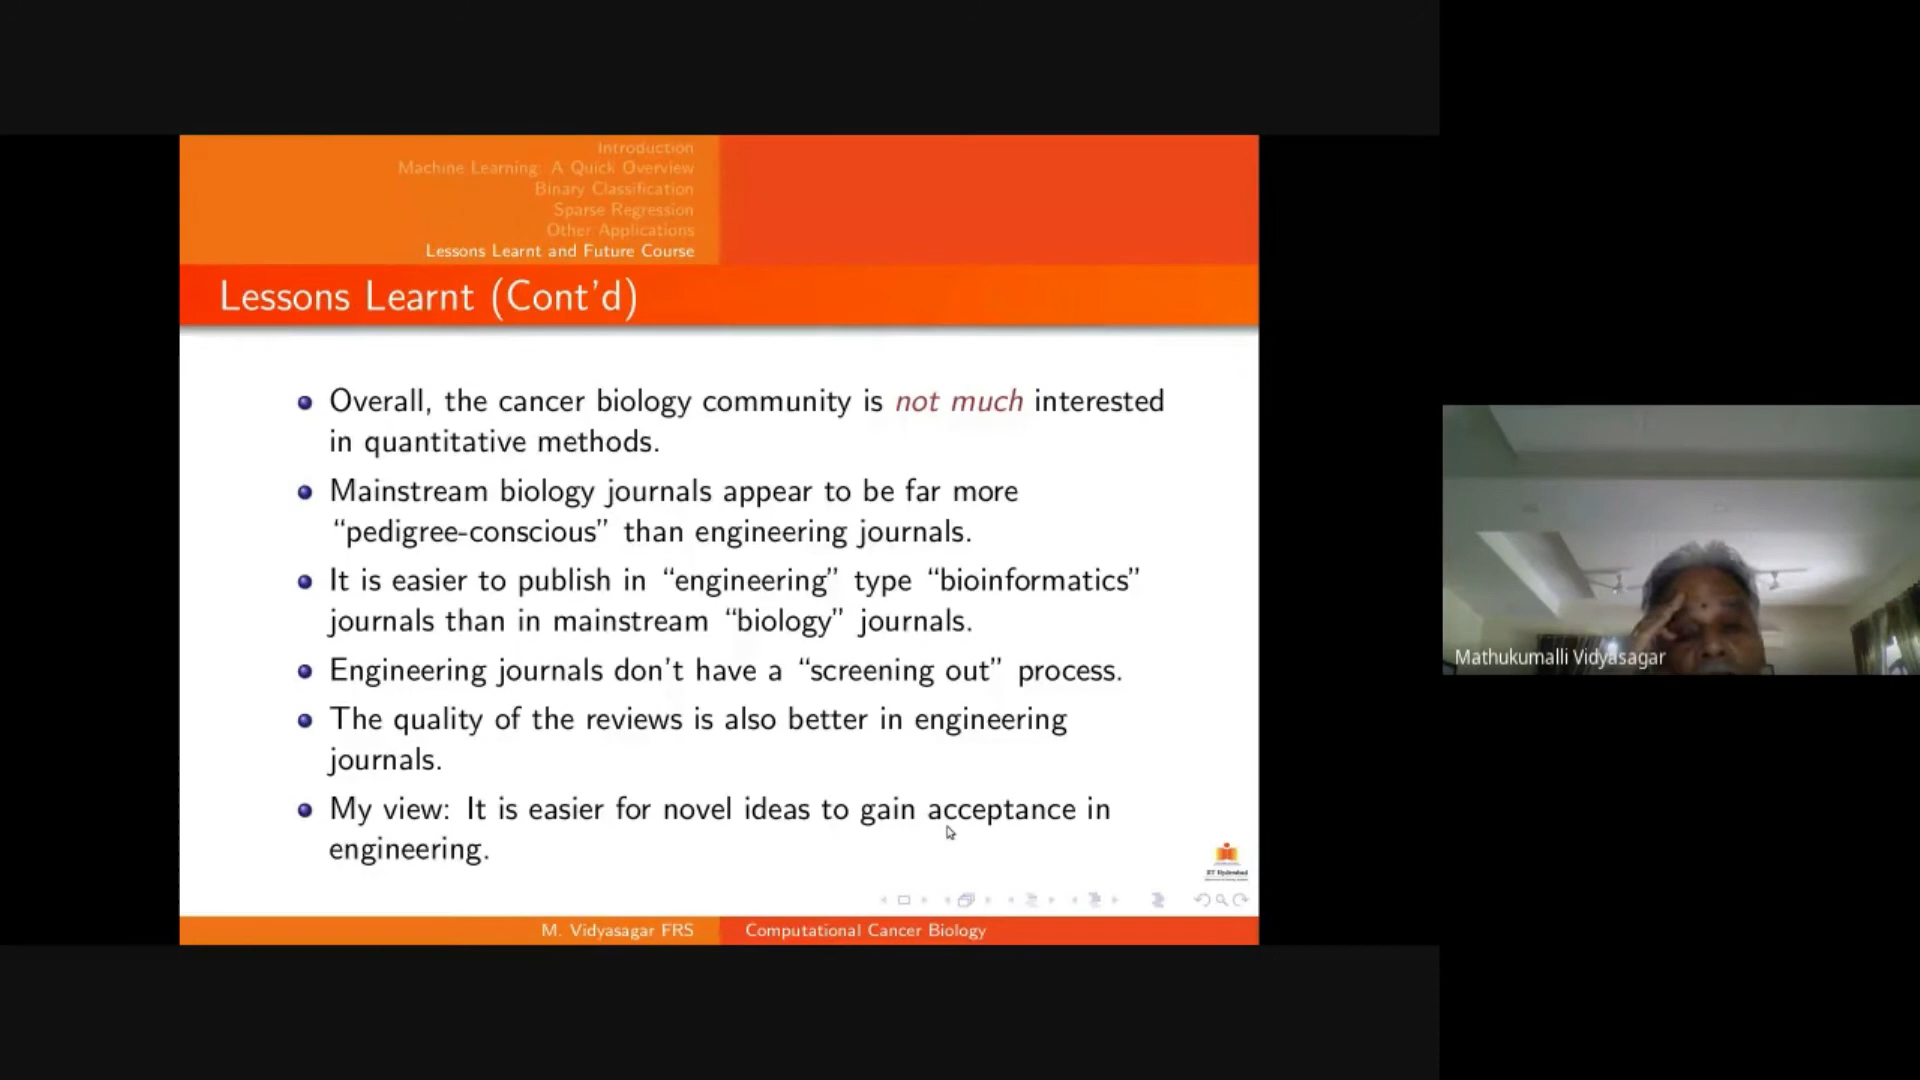 Introduction
Machine Learning: A Quick Overview
Binary Classification
Sparse Regression
Other Applications
Lessons Learnt and Future Course
Lessons Learnt (Cont'd)
Overall, the cancer biology community is not much interested
in quantitative methods.
Mainstream biology journals appear to be far more
“pedigree-conscious” than engineering journals.
It is easier to publish in “engineering” type “bioinformatics”
journals than in mainstream “biology” journals.
Engineering journals don't have a “screening out” process.
The quality of the reviews is also better in engineering
journals.
My view: It is easier for novel ideas to gain acceptance in
engineering.
M. Vidyasagar FRS
Computational Cancer Biology
Mathukumalli Vidyasagar